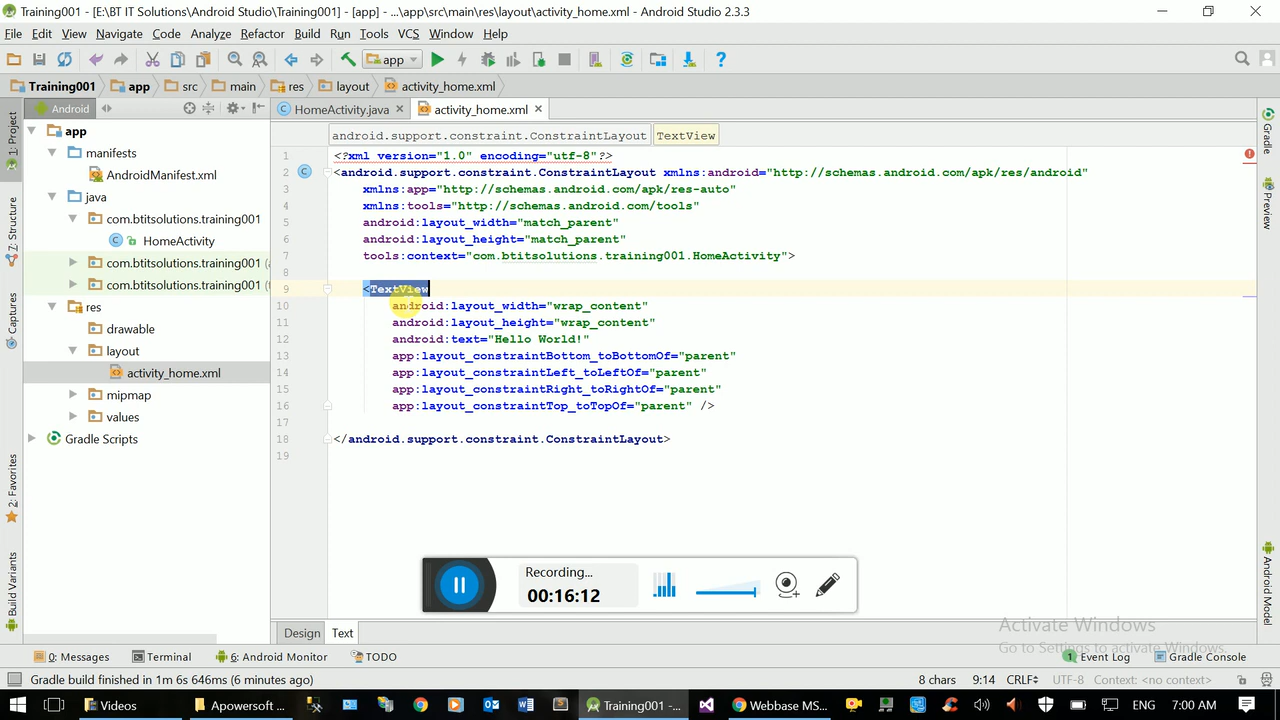 Training001 - [E:\BT IT Solutions\Android Studio\Training001] - [app] - ...\app\src\main\res\layout\activity_home.xml - Android Studio 2.3.3
File Edit View Navigate Code Analyze Refactor Build Run Tools VCS Window Help
app
Training001 app src main res layout activity_home.xml
Android HomeActivity.java activity_home.xml
android.support.constraint.ConstraintLayout TextView
1: Project
7: Structure
Captures
2: Favorites
Build Variants
app
manifests
AndroidManifest.xml
java
com.btitsolutions.training001
HomeActivity
com.btitsolutions.training001 (
com.btitsolutions.training001 (
res
drawable
layout
activity_home.xml
mipmap
values
Gradle Scripts
1 <?xml version="1.0" encoding="utf-8"?>
2 <android.support.constraint.ConstraintLayout xmlns:android="http://schemas.android.com/apk/res/android"
3 xmlns:app="http://schemas.android.com/apk/res-auto"
4 xmlns:tools="http://schemas.android.com/tools"
5 android:layout_width="match_parent"
6 android:layout_height="match_parent"
7 tools:context="com.btitsolutions.training001.HomeActivity">
8
9 <TextView
10 android:layout_width="wrap_content"
11 android:layout_height="wrap_content"
12 android:text="Hello World!"
13 app:layout_constraintBottom_toBottomOf="parent"
14 app:layout_constraintLeft_toLeftOf="parent"
15 app:layout_constraintRight_toRightOf="parent"
16 app:layout_constraintTop_toTopOf="parent" />
17
18 </android.support.constraint.ConstraintLayout>
19
Gradle
Preview
Android Model
Recording...
00:16:12
Activate Windows
Go to Settings to activate Windows.
Design Text
0: Messages Terminal 6: Android Monitor TODO 1 Event Log Gradle Console
Gradle build finished in 1m 6s 646ms (6 minutes ago) 8 chars 9:14 CRLF UTF-8 Context: <no context>
Videos Apowersoft ... Training001 -... Webbase MS... ENG 7:00 AM